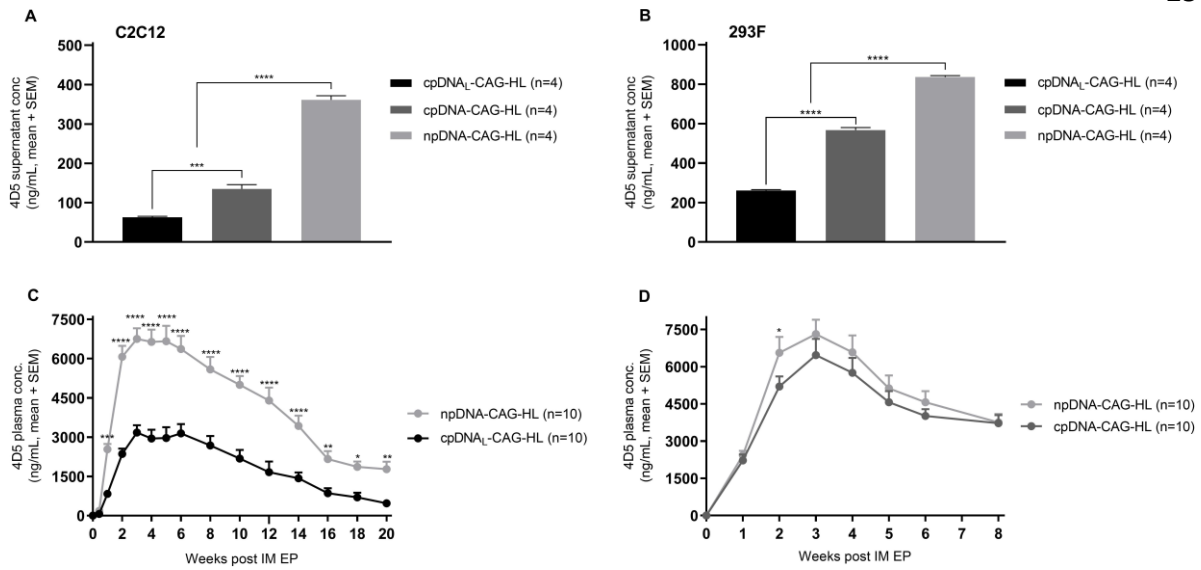 A
C2C12
500
400
300
200
100
0
4D5 supernatant conc
(ng/mL, mean + SEM)
***
****
cpDNAL-CAG-HL (n=4)
cpDNA-CAG-HL (n=4)
npDNA-CAG-HL (n=4)
B
293F
1000
800
600
400
200
0
4D5 supernatant conc
(ng/mL, mean + SEM)
****
****
cpDNAL-CAG-HL (n=4)
cpDNA-CAG-HL (n=4)
npDNA-CAG-HL (n=4)
C
7500
6000
4500
3000
1500
0
4D5 plasma conc.
(ng/mL, mean + SEM)
***
****
****
****
****
****
****
****
****
****
**
*
**
0 2 4 6 8 10 12 14 16 18 20
Weeks post IM EP
npDNA-CAG-HL (n=10)
cpDNAL-CAG-HL (n=10)
D
7500
6000
4500
3000
1500
0
4D5 plasma conc.
(ng/mL, mean + SEM)
*
0 1 2 3 4 5 6 7 8
Weeks post IM EP
npDNA-CAG-HL (n=10)
cpDNA-CAG-HL (n=10)